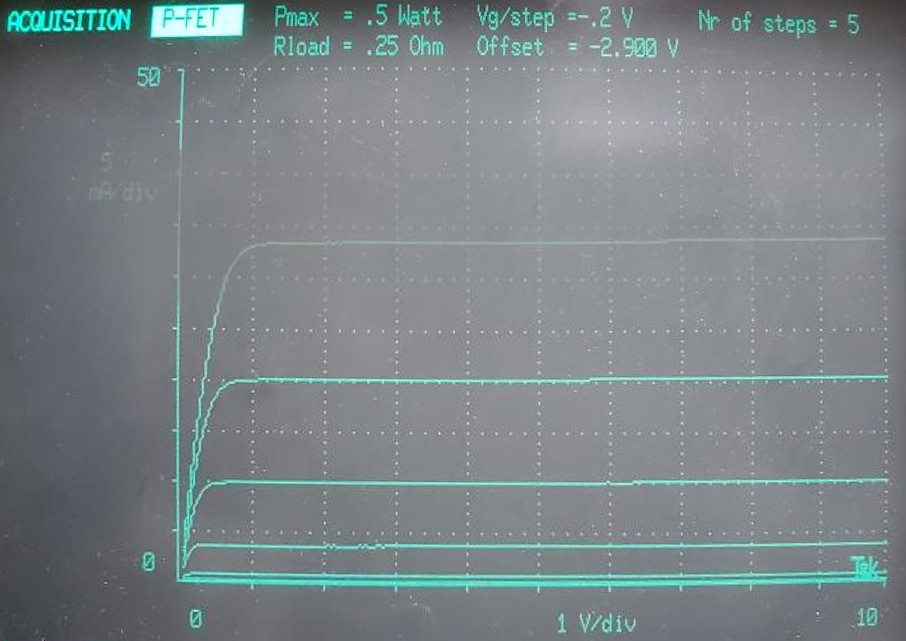 ACQUISITION P-FET Pmax = .5 Watt Vg/step =-.2 V Nr of steps = 5
Rload = .25 Ohm Offset = -2.900 V
50
5
mA/div
0
Tek
0 1 V/div 10